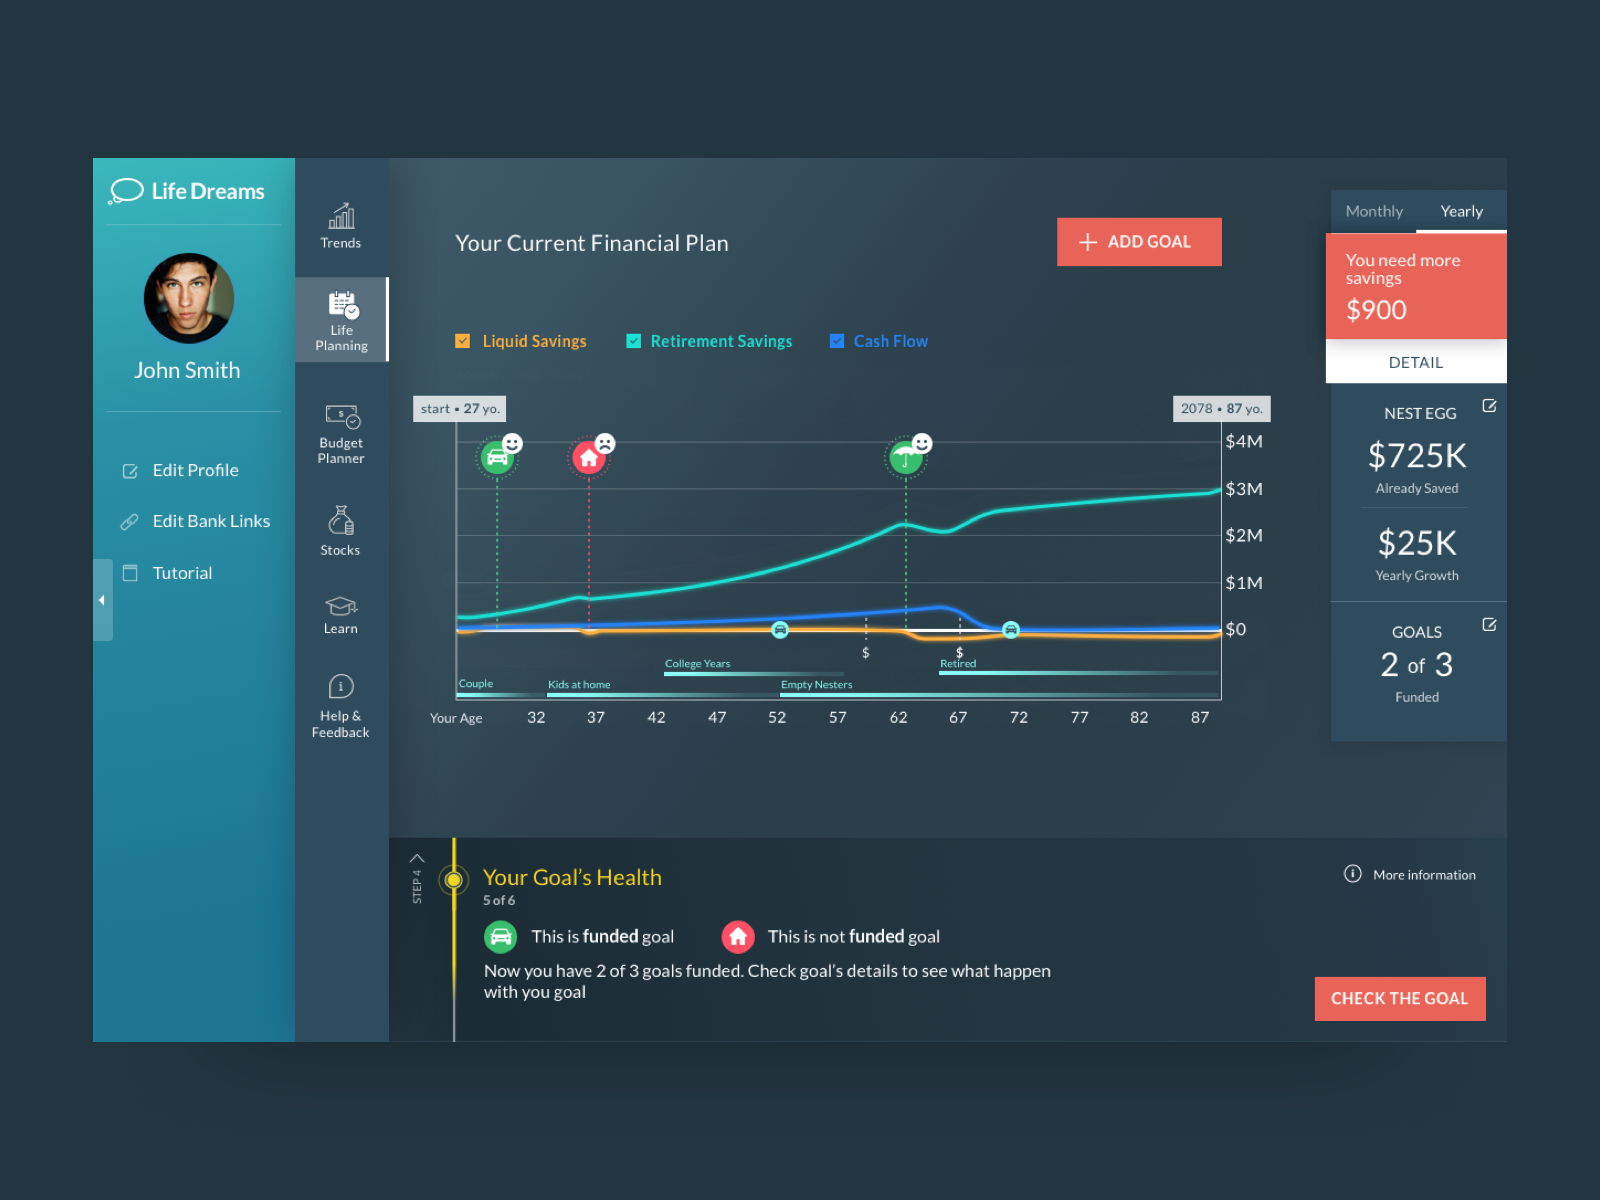 Life Dreams
John Smith
Edit Profile
Edit Bank Links
Tutorial
Trends
Life
Planning
Budget
Planner
Stocks
Learn
Help &
Feedback
Your Current Financial Plan
ADD GOAL
Liquid Savings
Retirement Savings
Cash Flow
start • 27 yo.
2078 • 87 yo.
$4M
$3M
$2M
$1M
$0
$
$
College Years
Retired
Couple
Kids at home
Empty Nesters
Your Age 32 37 42 47 52 57 62 67 72 77 82 87
Monthly Yearly
You need more
savings
$900
DETAIL
NEST EGG
$725K
Already Saved
$25K
Yearly Growth
GOALS
2 of 3
Funded
STEP 4
Your Goal's Health
5 of 6
More information
This is funded goal
This is not funded goal
Now you have 2 of 3 goals funded. Check goal's details to see what happen
with you goal
CHECK THE GOAL